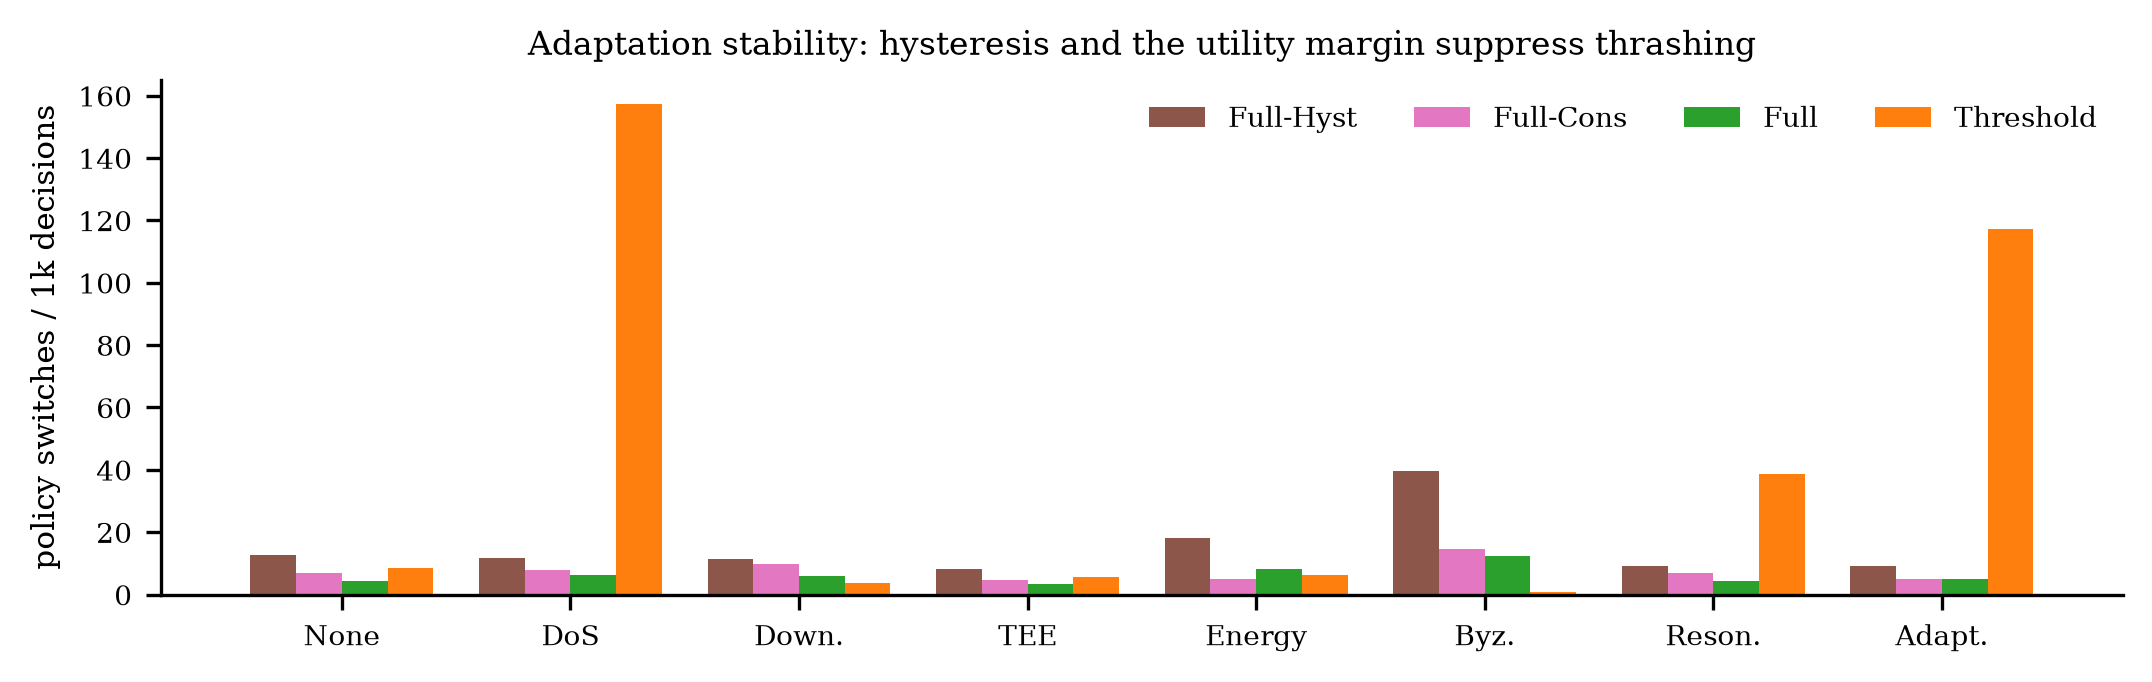 Adaptation stability: hysteresis and the utility margin suppress thrashing
policy switches / 1k decisions
160
140
120
100
80
60
40
20
0
Full-Hyst Full-Cons Full Threshold
None DoS Down. TEE Energy Byz. Reson. Adapt.